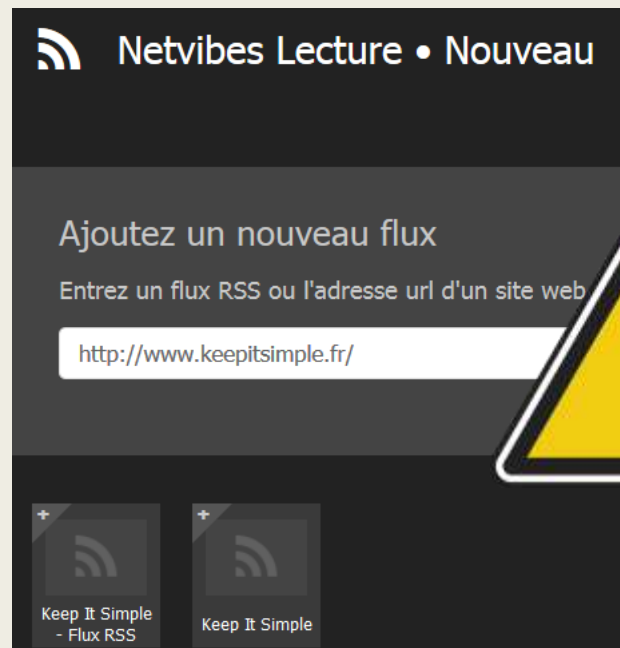 Netvibes Lecture • Nouveau
Ajoutez un nouveau flux
Entrez un flux RSS ou l'adresse url d'un site web
http://www.keepitsimple.fr/
+
+
Keep It Simple
- Flux RSS
Keep It Simple